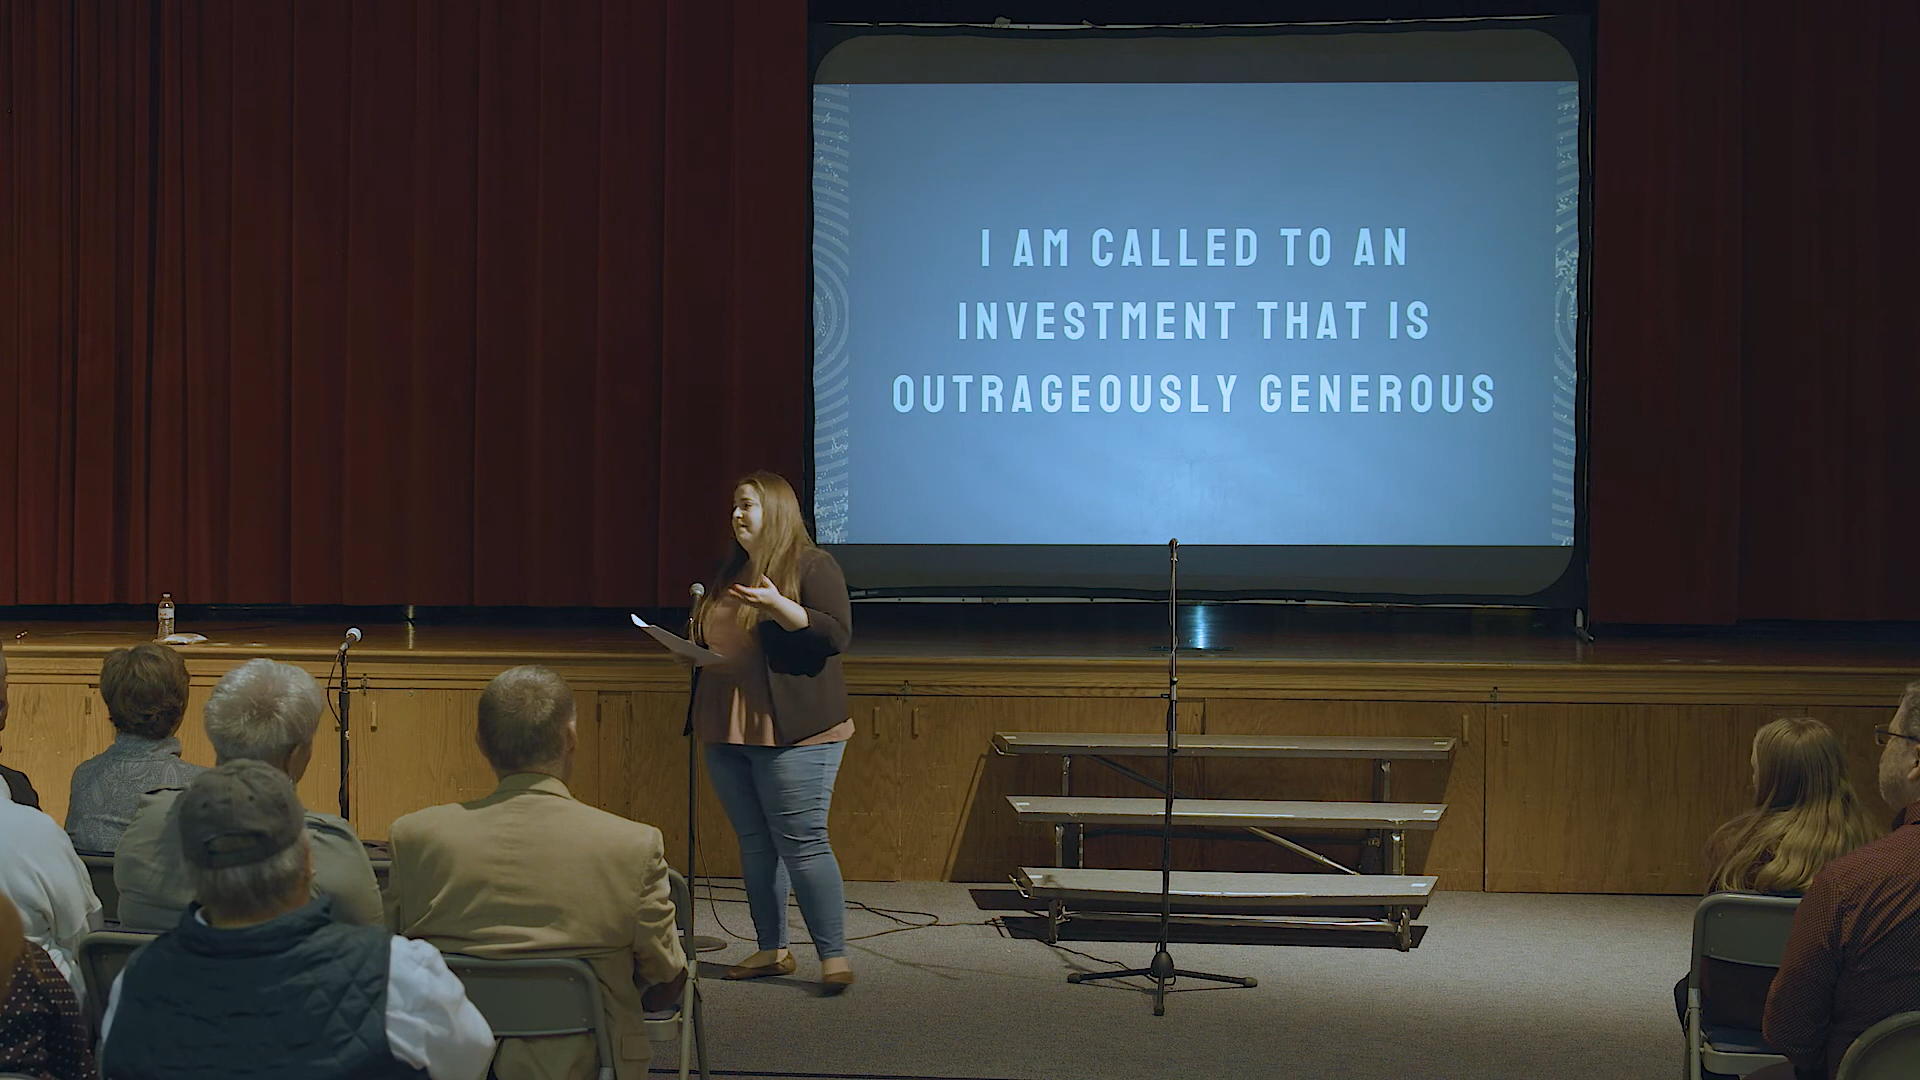 I AM CALLED TO AN
INVESTMENT THAT IS
OUTRAGEOUSLY GENEROUS